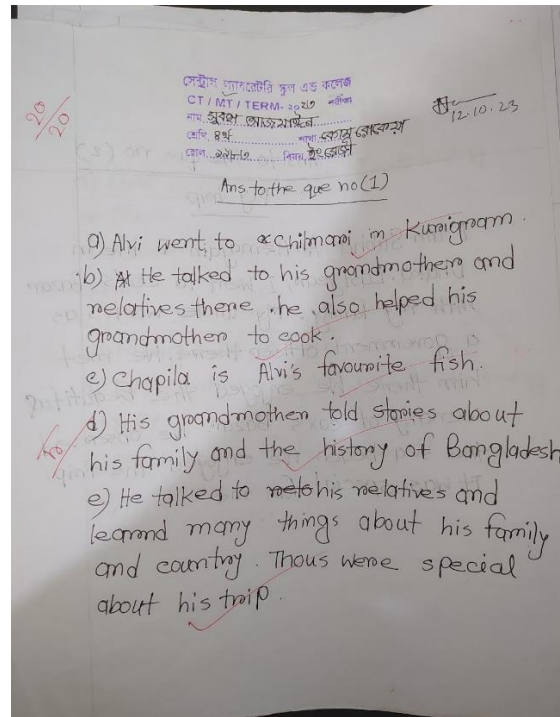 20/20
সেন্ট্রাল প্যারেটরি স্কুল এন্ড কলেজ
CT / MT / TERM- ২০২৩ পরীক্ষা
12.10.23
নাম
শ্রেণি, ৪র্থ শাখা
রোল বিষয়
Ans to the que no (1)
a) Alvi went to Chilmari in Kurigram.
b) He talked to his grandmother and
relatives there. he also helped his
grandmother to cook.
c) Chapila is Alvi's favourite fish.
d) His grandmother told stories about
his family and the history of Bangladesh
e) He talked to his relatives and
learnd many things about his family
and country. Thous were special
about his trip.